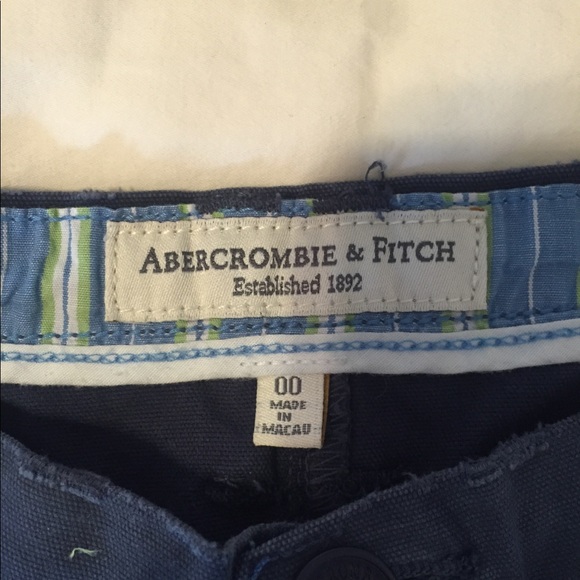 ABERCROMBIE & FITCH
Established 1892
00
MADE
IN
MACAU